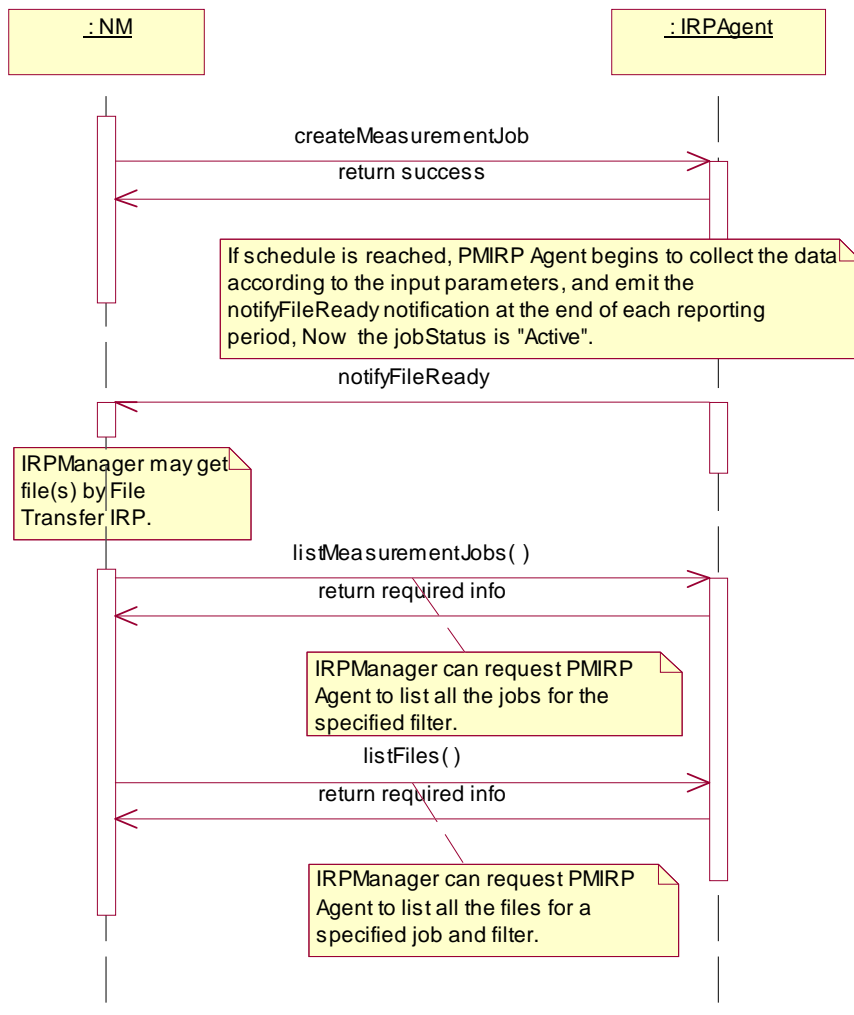 : NM
: IRPAgent
createMeasurementJob
return success
If schedule is reached, PMIRP Agent begins to collect the data
according to the input parameters, and emit the
notifyFileReady notification at the end of each reporting
period, Now the jobStatus is "Active".
notifyFileReady
IRPManager may get
file(s) by File
Transfer IRP.
listMeasurementJobs( )
return required info
IRPManager can request PMIRP
Agent to list all the jobs for the
specified filter.
listFiles( )
return required info
IRPManager can request PMIRP
Agent to list all the files for a
specified job and filter.